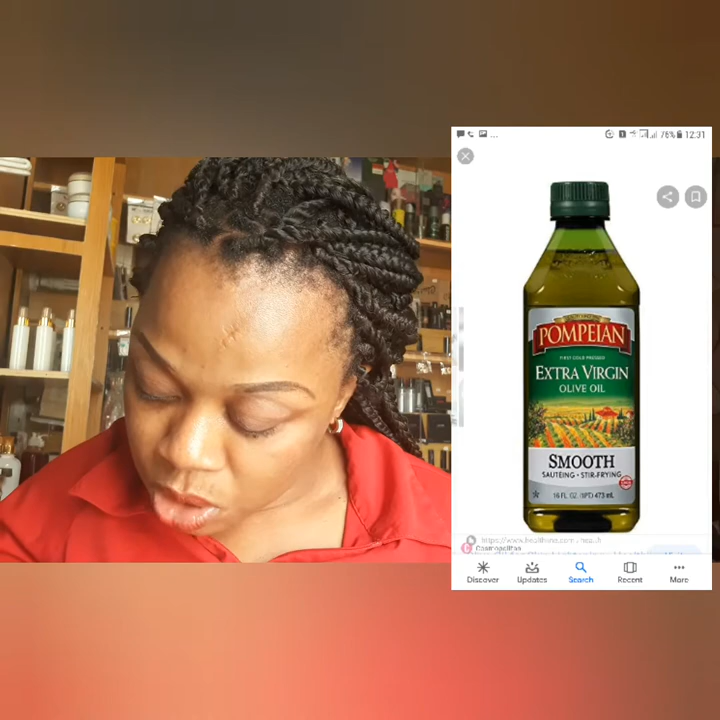 76% 12:31
POMPEIAN
FIRST COLD PRESSED
EXTRA VIRGIN
OLIVE OIL
SMOOTH
SAUTÉING • STIR-FRYING
16 FL OZ (1PT) 473 mL
Cosmopolitan
Discover Updates Search Recent More